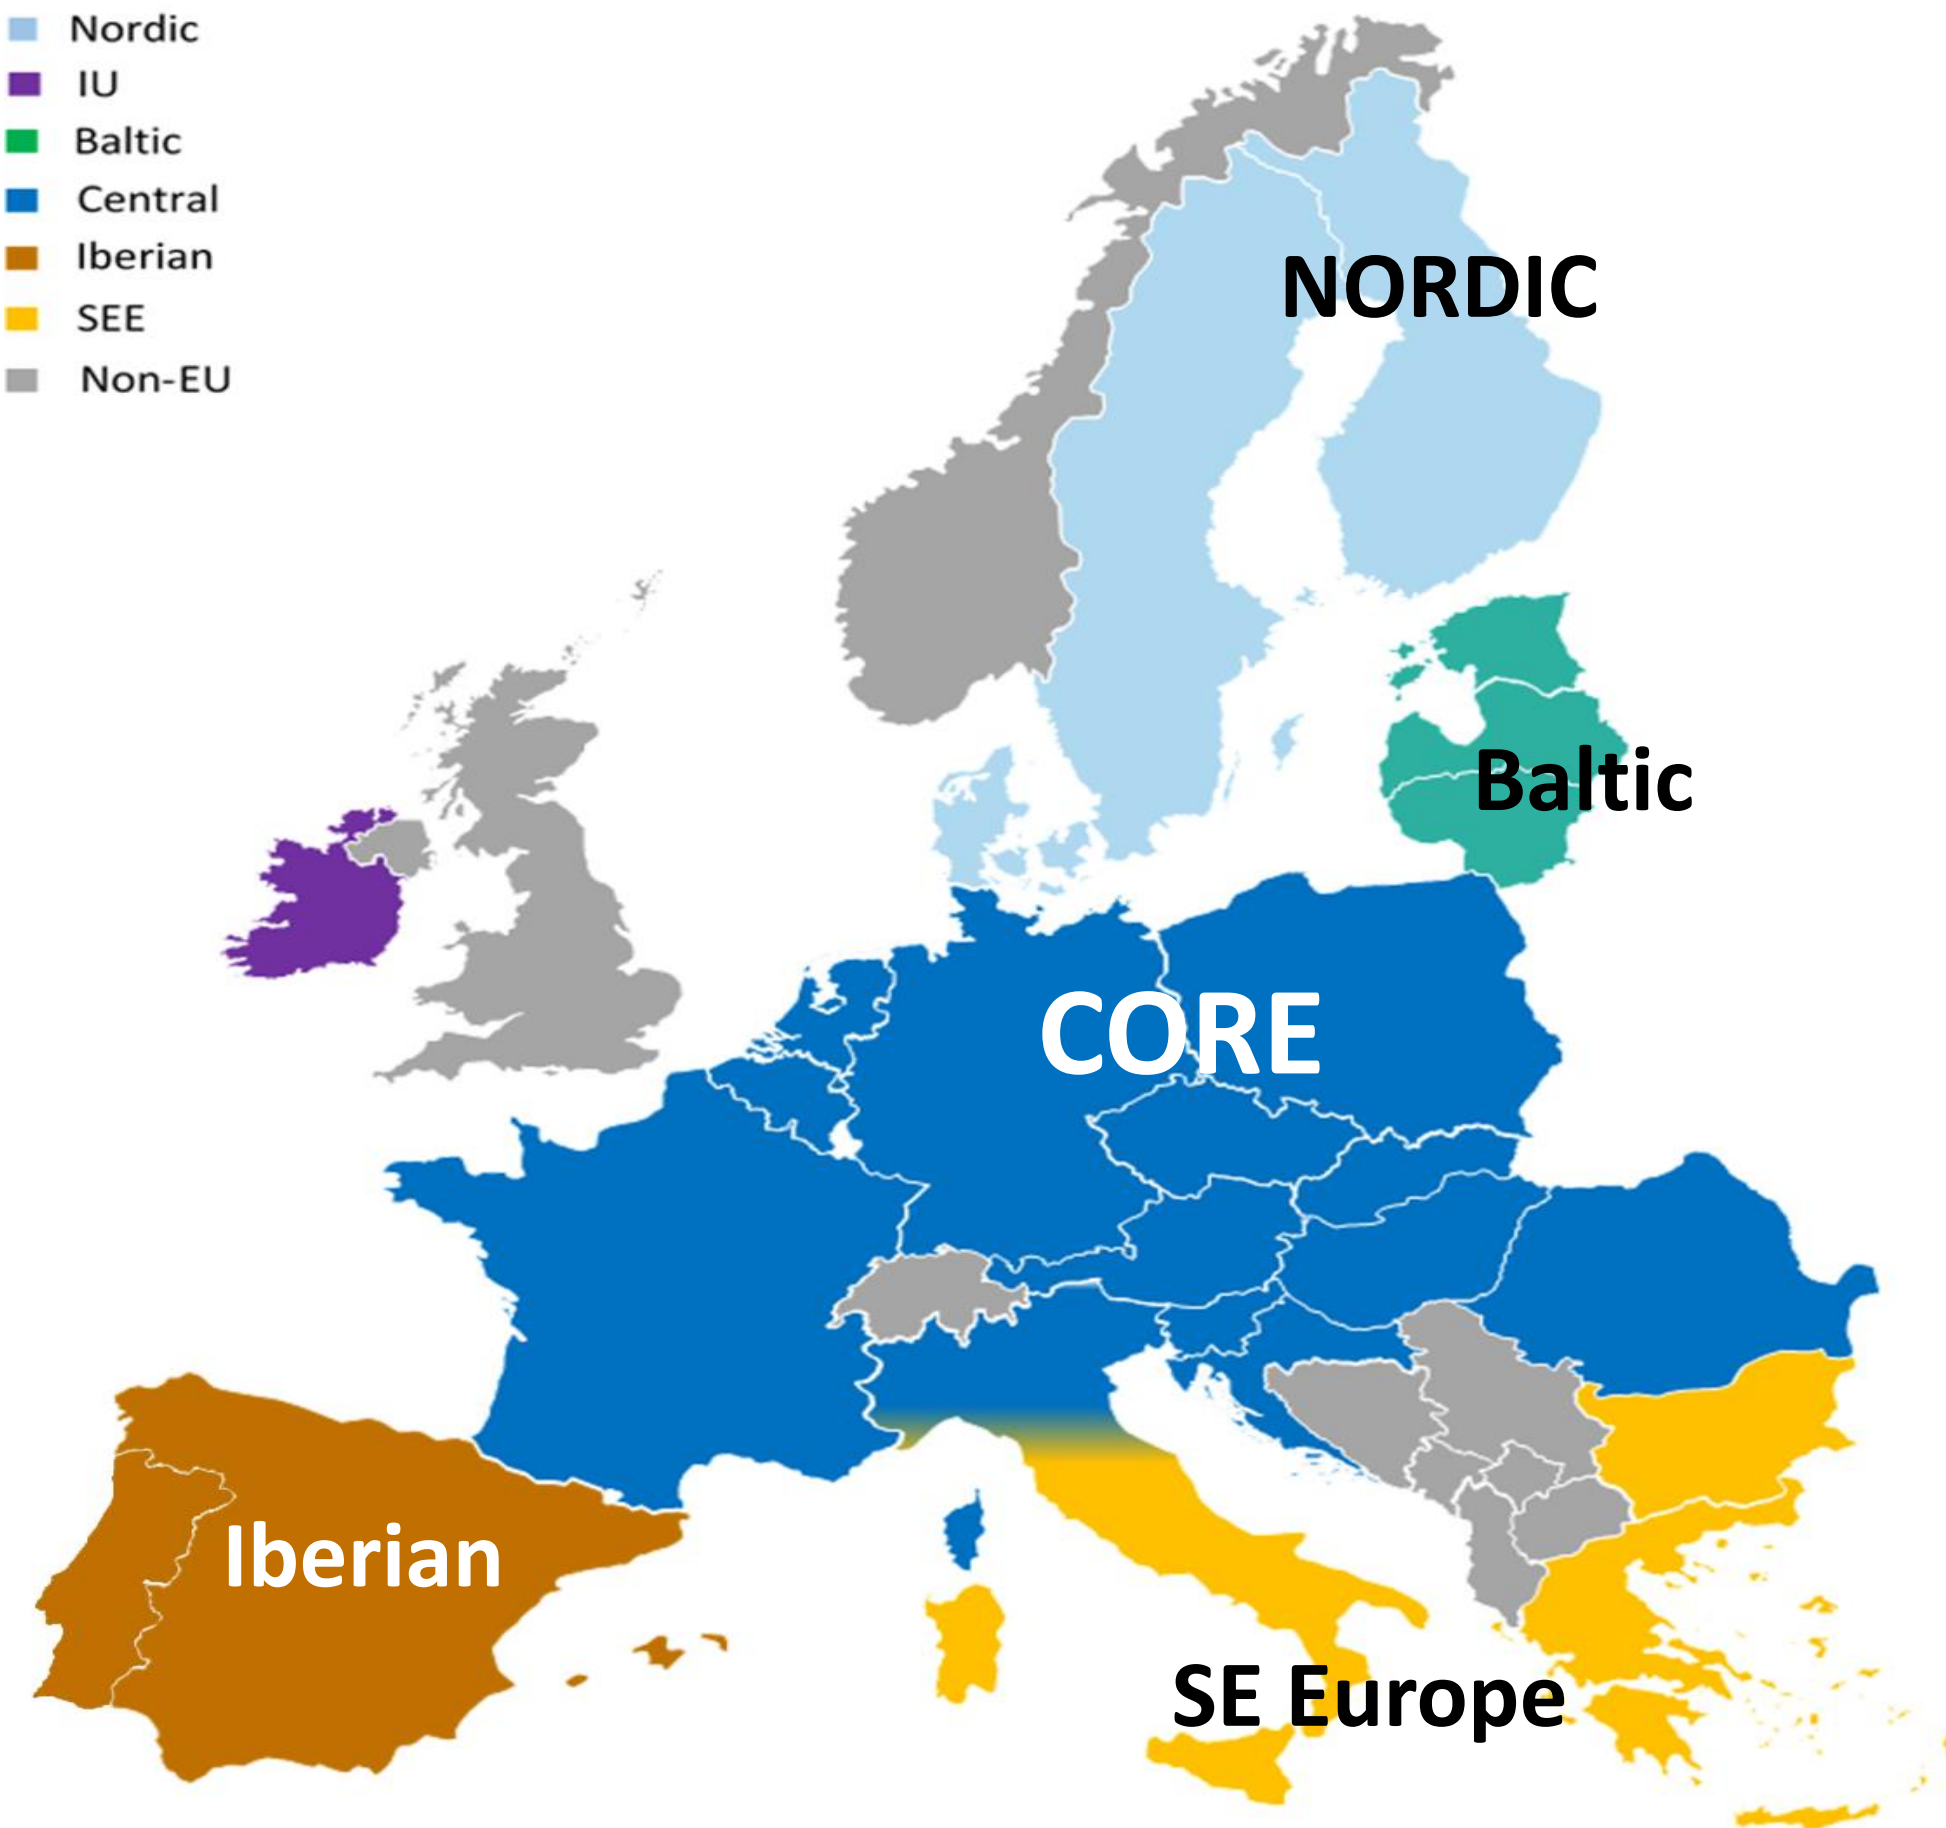 Nordic
IU
Baltic
Central
Iberian
SEE
Non-EU
NORDIC
Baltic
CORE
Iberian
SE Europe